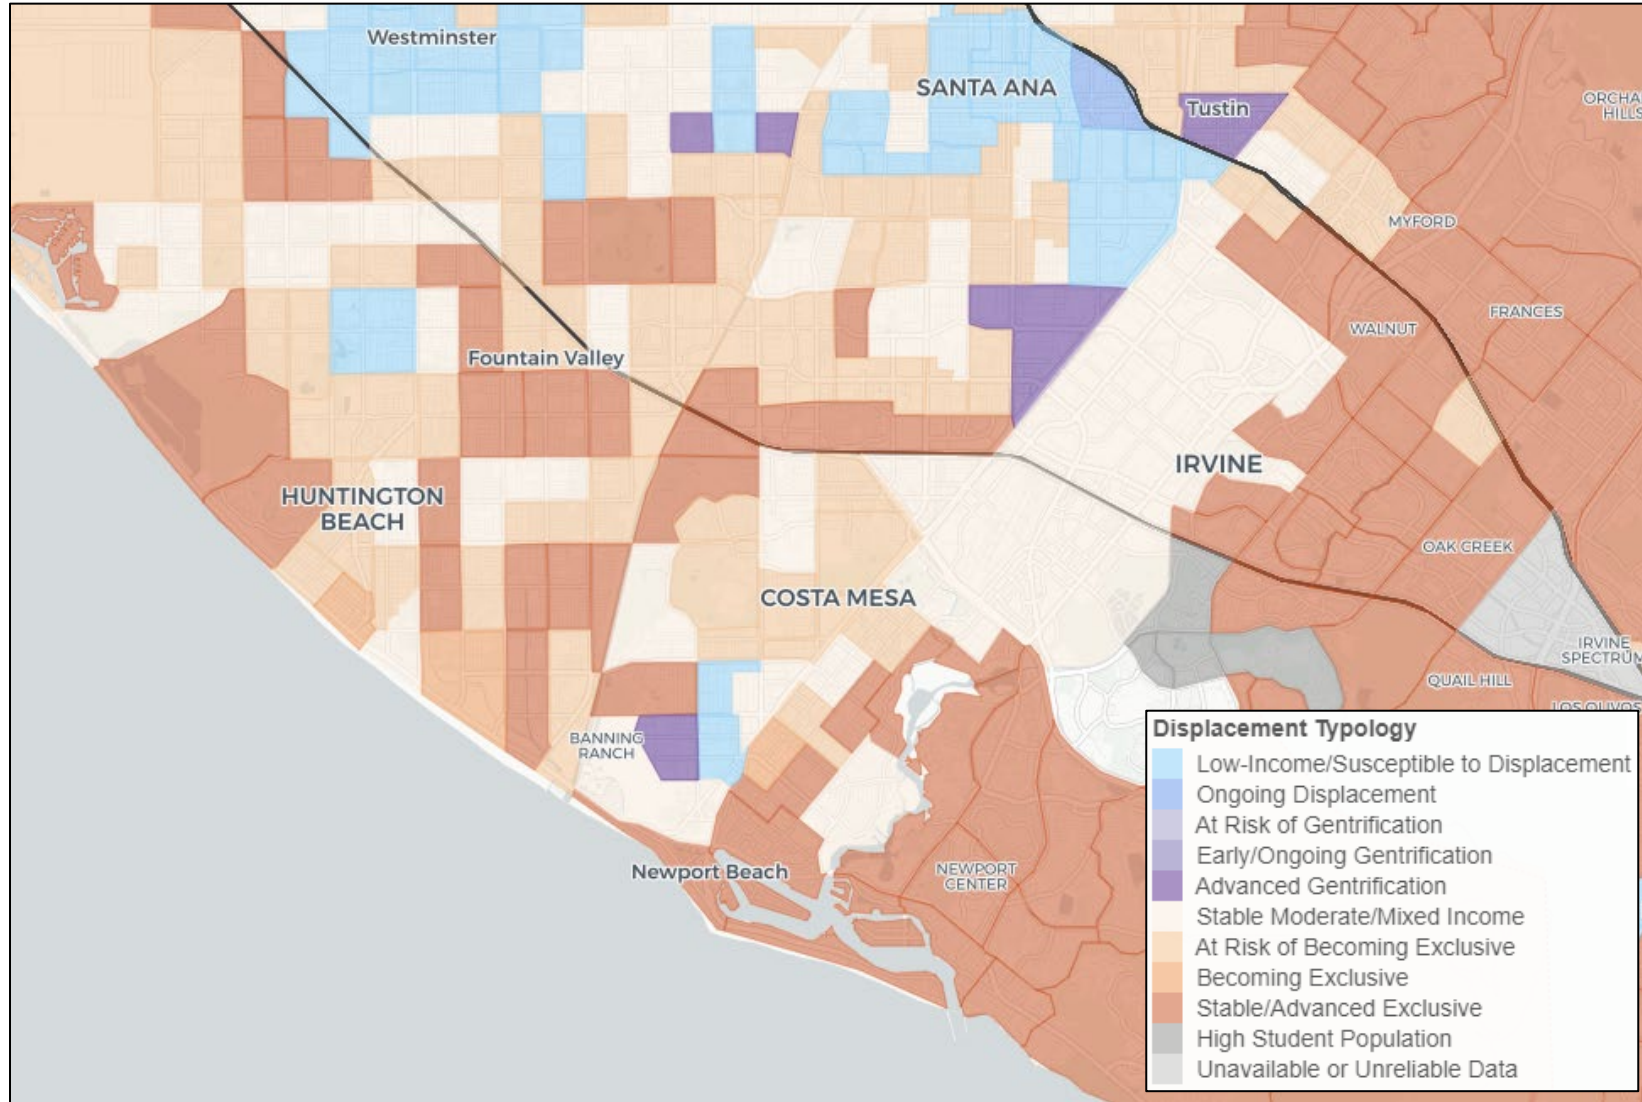 Westminster
SANTA ANA
Tustin
ORCHA
HILLS
MYFORD
FRANCES
WALNUT
Fountain Valley
IRVINE
HUNTINGTON
BEACH
OAK CREEK
COSTA MESA
IRVINE
SPECTRUM
QUAIL HILL
LOS OLIVOS
BANNING
RANCH
Newport Beach
NEWPORT
CENTER
Displacement Typology
Low-Income/Susceptible to Displacement
Ongoing Displacement
At Risk of Gentrification
Early/Ongoing Gentrification
Advanced Gentrification
Stable Moderate/Mixed Income
At Risk of Becoming Exclusive
Becoming Exclusive
Stable/Advanced Exclusive
High Student Population
Unavailable or Unreliable Data